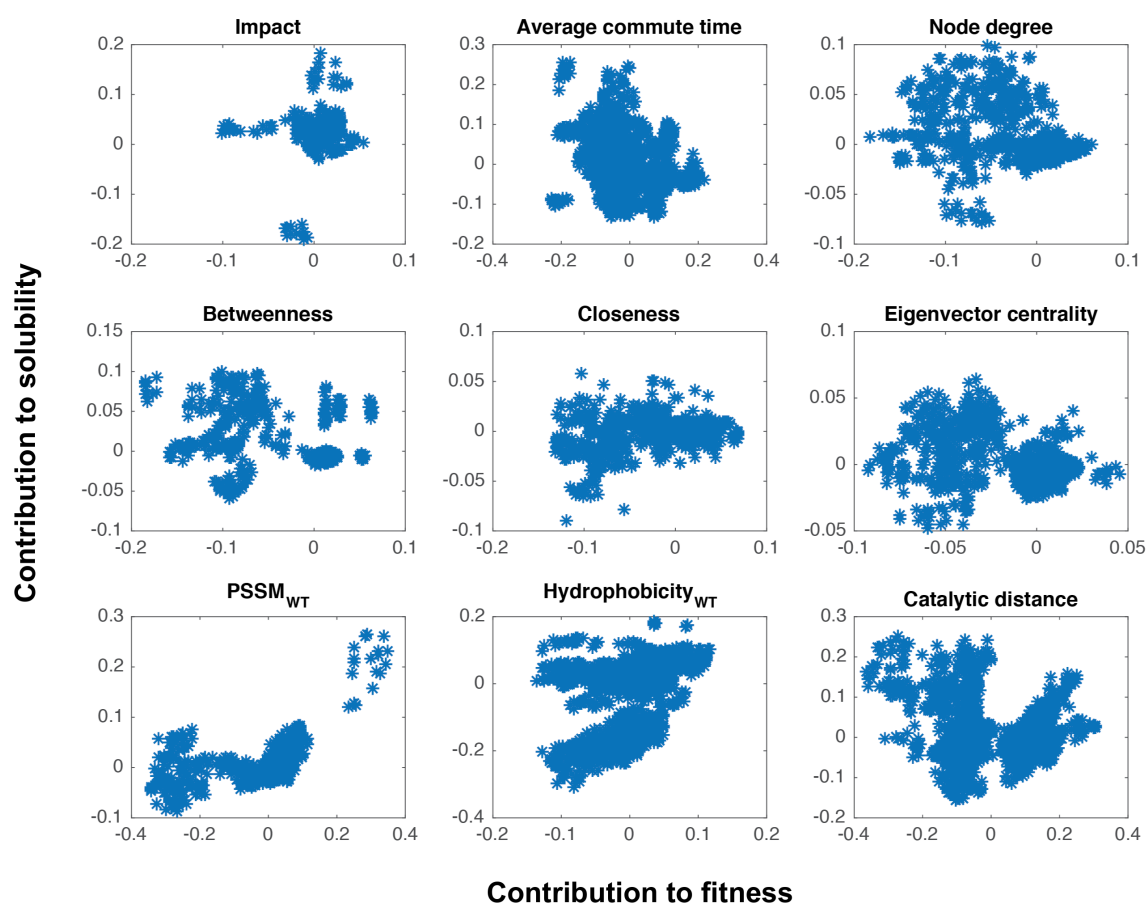 Impact
Average commute time
Node degree
0.2
0.1
0
-0.1
-0.2
-0.2 -0.1 0 0.1
0.3
0.2
0.1
0
-0.1
-0.2
-0.4 -0.2 0 0.2 0.4
0.1
0.05
0
-0.05
-0.1
-0.2 -0.1 0 0.1
Contribution to solubility
Betweenness
Closeness
Eigenvector centrality
0.15
0.1
0.05
0
-0.05
-0.1
-0.2 -0.1 0 0.1
0.1
0.05
0
-0.05
-0.1
-0.2 -0.1 0 0.1
0.1
0.05
0
-0.05
-0.1 -0.05 0 0.05
PSSM_WT
Hydrophobicity_WT
Catalytic distance
0.3
0.2
0.1
0
-0.1
-0.4 -0.2 0 0.2 0.4
0.2
0
-0.2
-0.4
-0.2 -0.1 0 0.1 0.2
0.3
0.2
0.1
0
-0.1
-0.2
-0.4 -0.2 0 0.2 0.4
Contribution to fitness